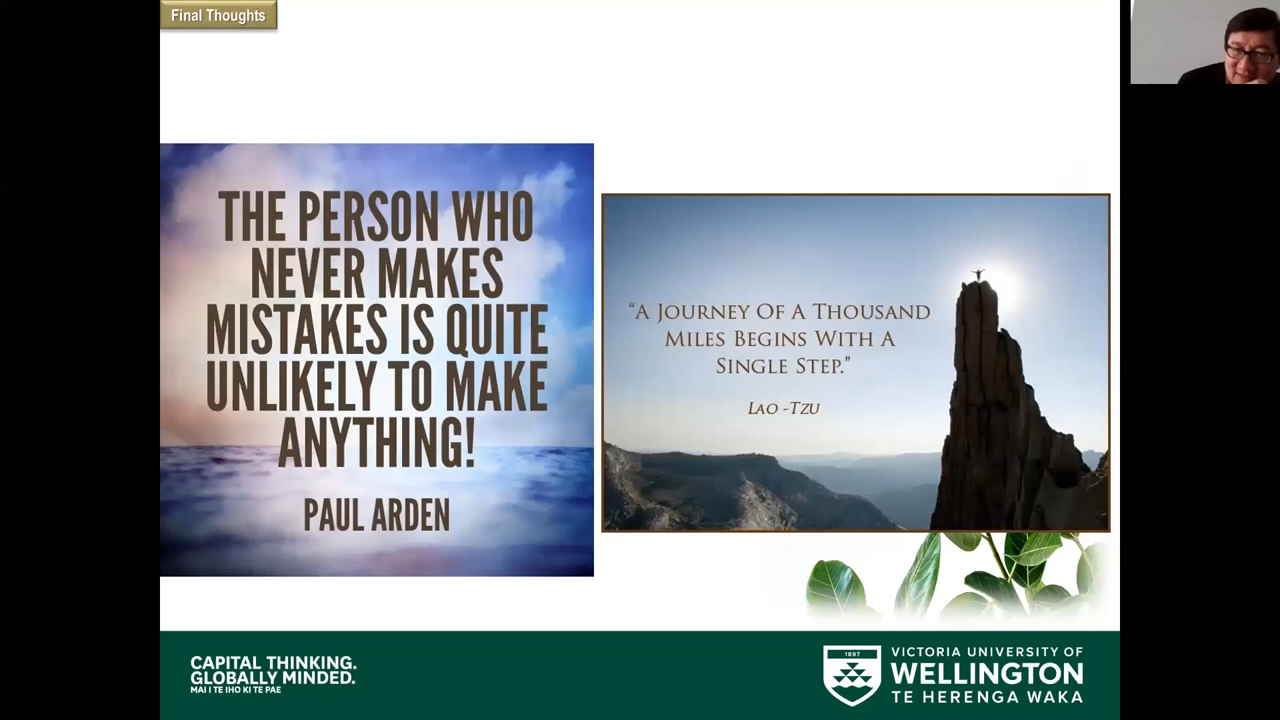 Final Thoughts
THE PERSON WHO
NEVER MAKES
MISTAKES IS QUITE
UNLIKELY TO MAKE
ANYTHING!
PAUL ARDEN
“A JOURNEY OF A THOUSAND
MILES BEGINS WITH A
SINGLE STEP.”
LAO -TZU
CAPITAL THINKING.
GLOBALLY MINDED.
MAI I TE IHO KI TE PAE
1897
VICTORIA UNIVERSITY OF
WELLINGTON
TE HERENGA WAKA